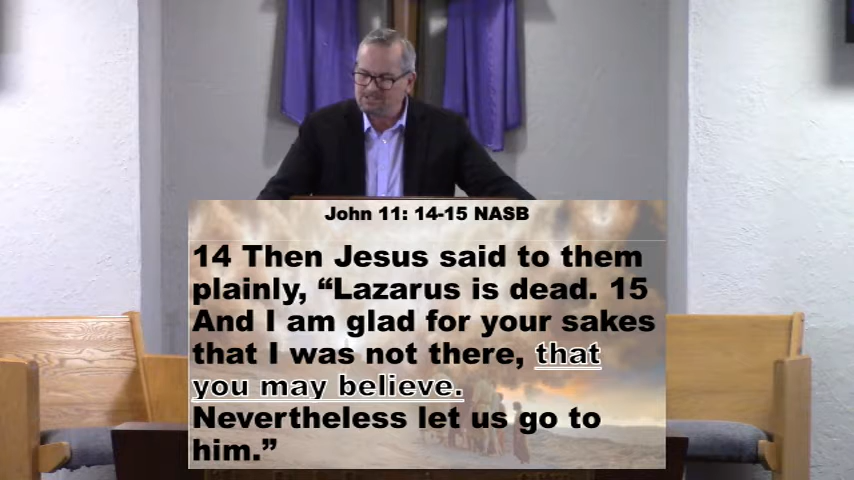 John 11: 14-15 NASB
14 Then Jesus said to them
plainly, “Lazarus is dead. 15
And I am glad for your sakes
that I was not there, that
you may believe.
Nevertheless let us go to
him.”